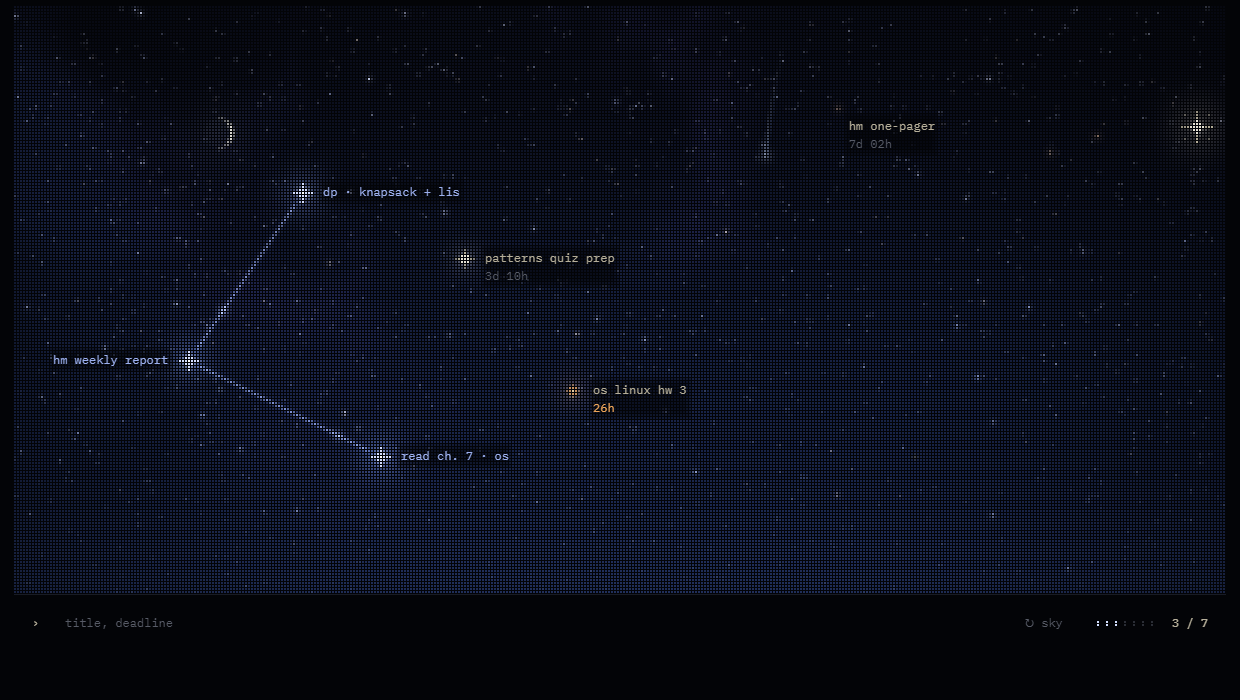 hm one-pager
7d 02h
dp · knapsack + lis
patterns quiz prep
3d 10h
hm weekly report
os linux hw 3
26h
read ch. 7 · os
› title, deadline
↻ sky
3 / 7